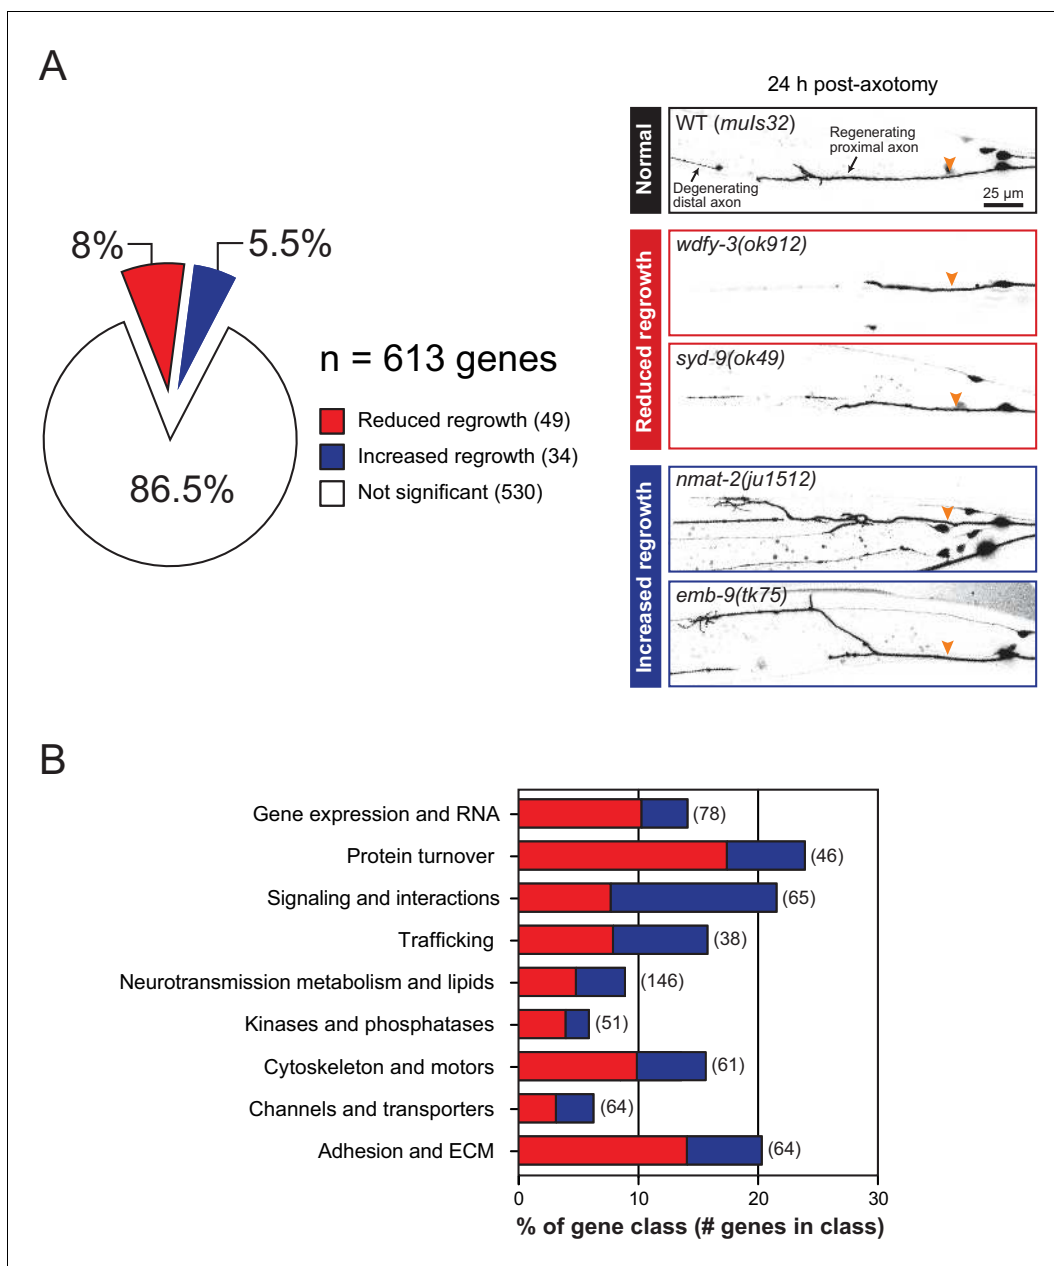 A
24 h post-axotomy
Normal
WT (muIs32)
Regenerating
proximal axon
Degenerating
distal axon
25 µm
8%
5.5%
86.5%
n = 613 genes
Reduced regrowth (49)
Increased regrowth (34)
Not significant (530)
Reduced regrowth
wdfy-3(ok912)
syd-9(ok49)
Increased regrowth
nmat-2(ju1512)
emb-9(tk75)
B
Gene expression and RNA (78)
Protein turnover (46)
Signaling and interactions (65)
Trafficking (38)
Neurotransmission metabolism and lipids (146)
Kinases and phosphatases (51)
Cytoskeleton and motors (61)
Channels and transporters (64)
Adhesion and ECM (64)
0 10 20 30
% of gene class (# genes in class)